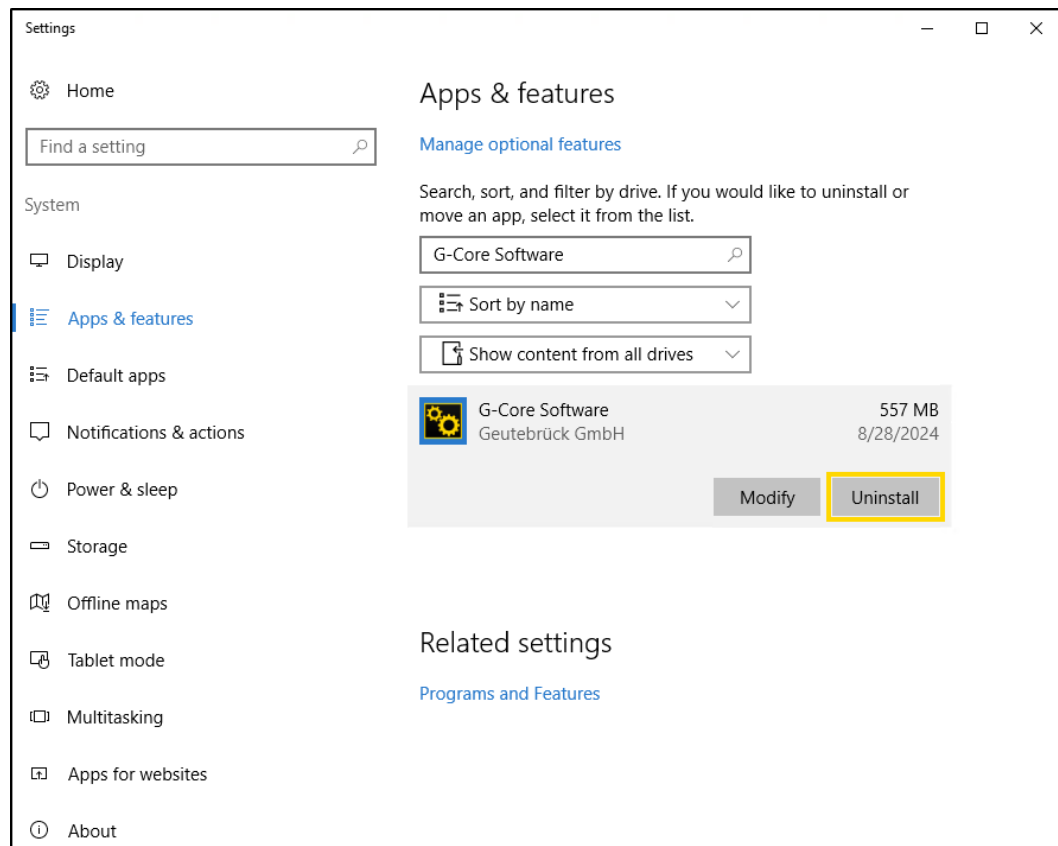 Settings
Home
Find a setting
System
Display
Apps & features
Default apps
Notifications & actions
Power & sleep
Storage
Offline maps
Tablet mode
Multitasking
Apps for websites
About
Apps & features
Manage optional features
Search, sort, and filter by drive. If you would like to uninstall or
move an app, select it from the list.
G-Core Software
Sort by name
Show content from all drives
G-Core Software 557 MB
Geutebrück GmbH 8/28/2024
Modify Uninstall
Related settings
Programs and Features